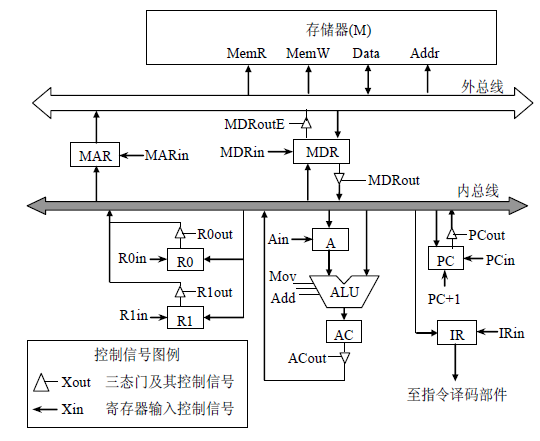 存储器(M)
MemR MemW Data Addr
外总线
MDRoutE
MAR MARin MDRin MDR
MDRout
内总线
R0out Ain A PCout
R0in R0 PC PCin
Mov
R1out Add ALU PC+1
R1in R1 AC IR IRin
控制信号图例 ACout
Xout 三态门及其控制信号 至指令译码部件
Xin 寄存器输入控制信号